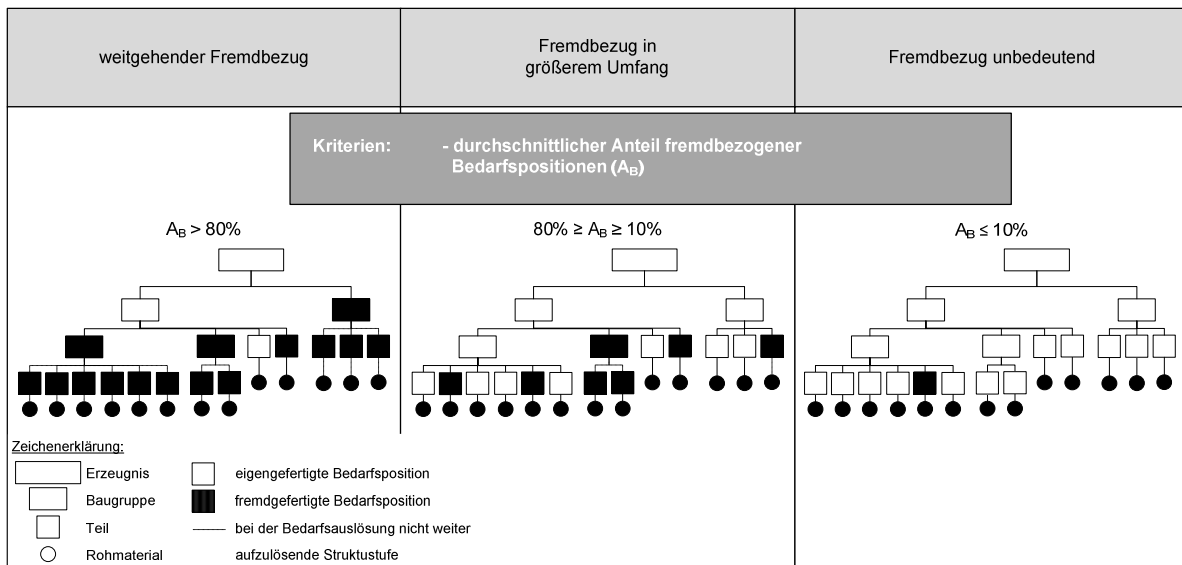 weitgehender Fremdbezug
Fremdbezug in
größerem Umfang
Fremdbezug unbedeutend
Kriterien: - durchschnittlicher Anteil fremdbezogener
Bedarfspositionen (AB)
AB > 80%
80% ≥ AB ≥ 10%
AB ≤ 10%
Zeichenerklärung:
Erzeugnis
eigengefertigte Bedarfsposition
Baugruppe
fremdgefertigte Bedarfsposition
Teil
bei der Bedarfsauslösung nicht weiter
Rohmaterial
aufzulösende Struktustufe